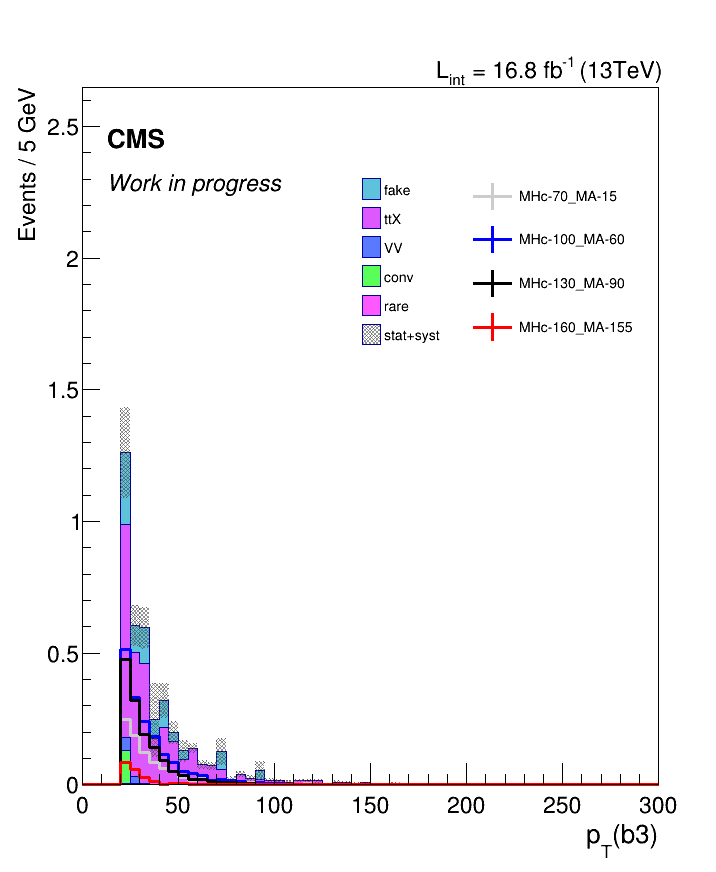 L_int = 16.8 fb^-1 (13TeV)
Events / 5 GeV
CMS
Work in progress
fake
ttX
VV
conv
rare
stat+syst
MHc-70_MA-15
MHc-100_MA-60
MHc-130_MA-90
MHc-160_MA-155
2.5
2
1.5
1
0.5
0
0 50 100 150 200 250 300
p_T(b3)